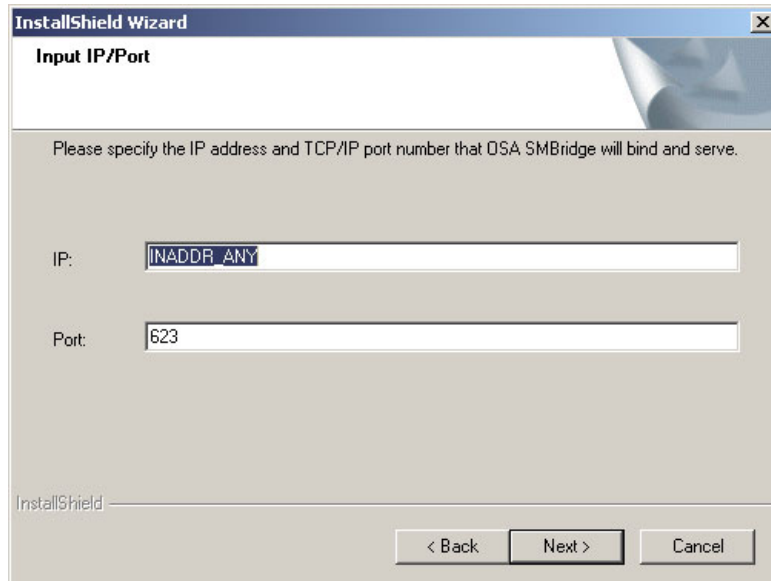 InstallShield Wizard
Input IP/Port
Please specify the IP address and TCP/IP port number that OSA SMBridge will bind and serve.
IP: INADDR_ANY
Port: 623
InstallShield
< Back Next > Cancel